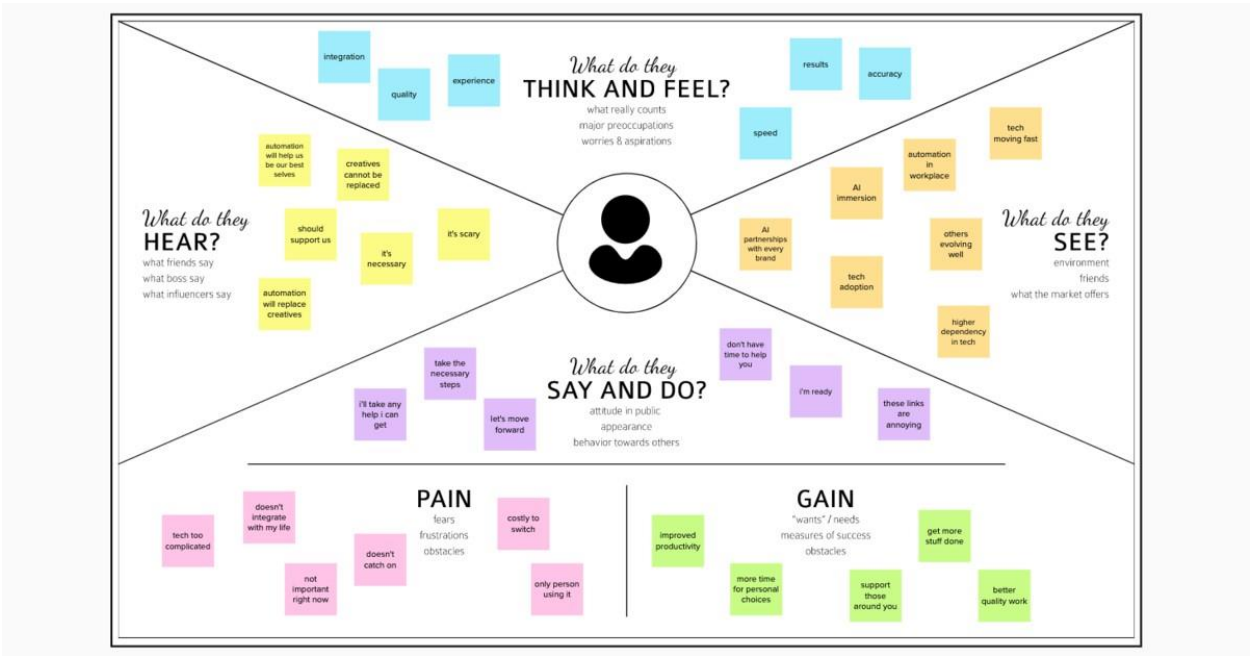 integration
quality
experience
What do they
THINK AND FEEL?
what really counts
major preoccupations
worries & aspirations
results
accuracy
speed
automation
will help us
be our best
selves
creatives
cannot be
replaced
should
support us
it's
necessary
it's scary
automation
will replace
creatives
What do they
HEAR?
what friends say
what boss say
what influencers say
tech
moving fast
automation
in
workplace
AI
immersion
AI
partnerships
with every
brand
others
evolving
well
tech
adoption
higher
dependency
in tech
What do they
SEE?
environment
friends
what the market offers
take the
necessary
steps
i'll take any
help i can
get
let's move
forward
What do they
SAY AND DO?
attitude in public
appearance
behavior towards others
don't have
time to help
you
i'm ready
these links
are
annoying
PAIN
fears
frustrations
obstacles
tech too
complicated
doesn't
integrate
with my life
not
important
right now
doesn't
catch on
costly to
switch
only person
using it
GAIN
"wants" / needs
measures of success
obstacles
improved
productivity
more time
for personal
choices
support
those
around you
get more
stuff done
better
quality work